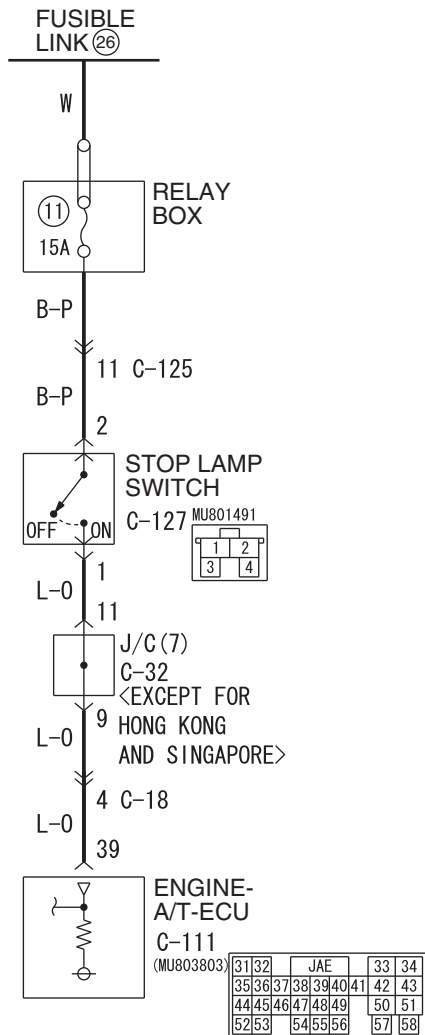 FUSIBLE
LINK 26
W
RELAY
BOX
11
15A
B-P
11 C-125
B-P
2
STOP LAMP
SWITCH
C-127 MU801491
OFF ON
1 2
3 4
1
L-O
11
J/C(7)
C-32
<EXCEPT FOR
HONG KONG
AND SINGAPORE>
9
L-O
4 C-18
L-O
39
ENGINE-
A/T-ECU
C-111
(MU803803)
31 32 JAE 33 34
35 36 37 38 39 40 41 42 43
44 45 46 47 48 49 50 51
52 53 54 55 56 57 58